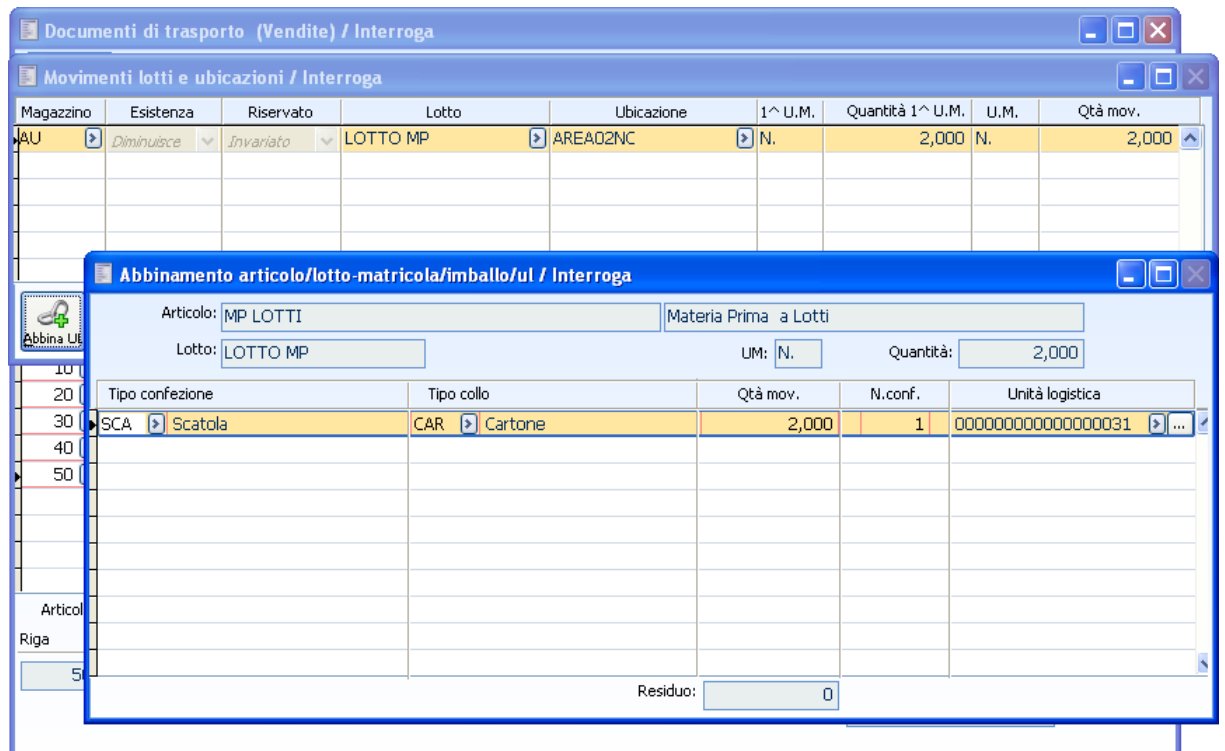 Documenti di trasporto (Vendite) / Interroga
Movimenti lotti e ubicazioni / Interroga
Magazzino Esistenza Riservato Lotto Ubicazione 1^ U.M. Quantità 1^ U.M. U.M. Qtà mov.
AU Diminuisce Invariato LOTTO MP AREA02NC N. 2,000 N. 2,000
Abbinamento articolo/lotto-matricola/imballo/ul / Interroga
Abbina UL
Articolo: MP LOTTI Materia Prima a Lotti
Lotto: LOTTO MP UM: N. Quantità: 2,000
10
20
30
40
50
Tipo confezione Tipo collo Qtà mov. N.conf. Unità logistica
SCA Scatola CAR Cartone 2,000 1 000000000000000031 ...
Articol
Riga
5
Residuo: 0